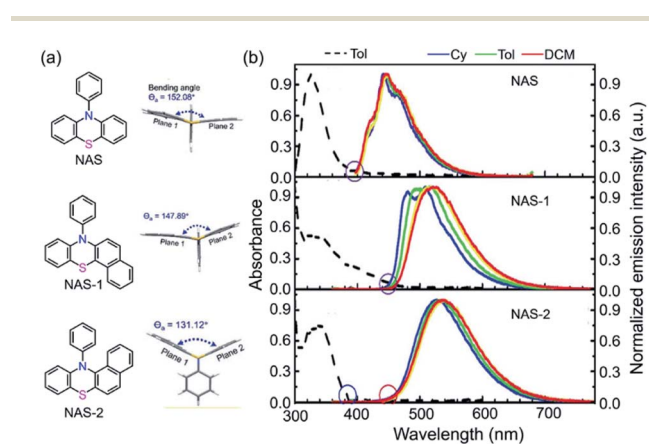 (a)
N
S
NAS
Bending angle
Θa = 152.08°
Plane 1
Plane 2
N
S
NAS-1
Θa = 147.89°
Plane 1
Plane 2
N
S
NAS-2
Θa = 131.12°
Plane 1
Plane 2
(b)
Tol
Cy
Tol
DCM
NAS
0.9
0.6
0.3
0.0
0.9
0.6
0.3
0.0
NAS-1
0.9
0.6
0.3
0.0
0.9
0.6
0.3
0.0
NAS-2
0.9
0.6
0.3
0.0
0.9
0.6
0.3
0.0
Absorbance
Normalized emission intensity (a.u.)
300 400 500 600 700
Wavelength (nm)